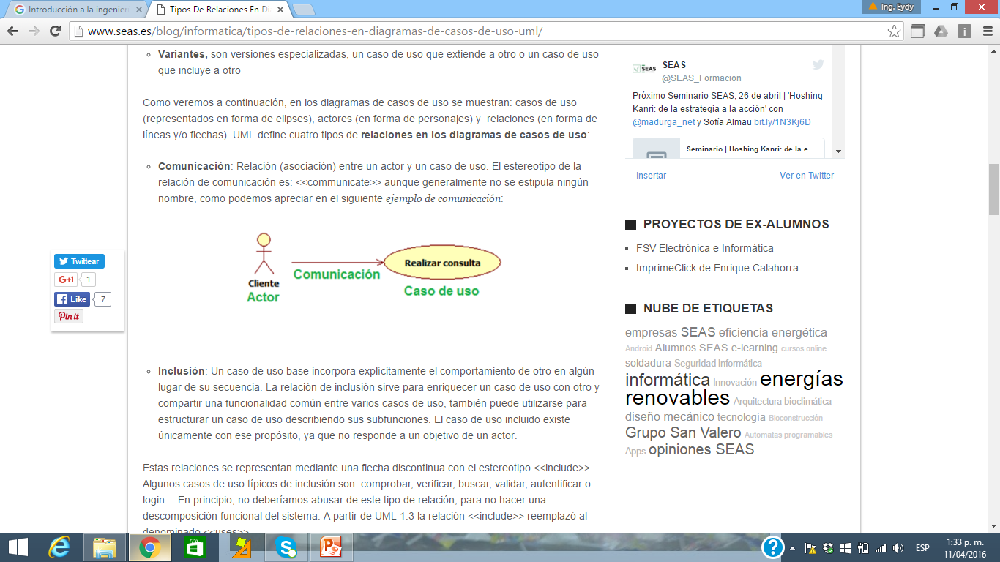 Introducción a la ingenier
Tipos De Relaciones En Di
Ing. Eydy
www.seas.es/blog/informatica/tipos-de-relaciones-en-diagramas-de-casos-de-uso-uml/
Variantes, son versiones especializadas, un caso de uso que extiende a otro o un caso de uso
que incluye a otro
Como veremos a continuación, en los diagramas de casos de uso se muestran: casos de uso
(representados en forma de elipses), actores (en forma de personajes) y relaciones (en forma de
líneas y/o flechas). UML define cuatro tipos de relaciones en los diagramas de casos de uso:
Comunicación: Relación (asociación) entre un actor y un caso de uso. El estereotipo de la
relación de comunicación es: <<communicate>> aunque generalmente no se estipula ningún
nombre, como podemos apreciar en el siguiente ejemplo de comunicación:
Cliente
Actor
Comunicación
Realizar consulta
Caso de uso
Twittear
G+1 1
Like 7
Pin it
Inclusión: Un caso de uso base incorpora explícitamente el comportamiento de otro en algún
lugar de su secuencia. La relación de inclusión sirve para enriquecer un caso de uso con otro y
compartir una funcionalidad común entre varios casos de uso, también puede utilizarse para
estructurar un caso de uso describiendo sus subfunciones. El caso de uso incluido existe
únicamente con ese propósito, ya que no responde a un objetivo de un actor.
Estas relaciones se representan mediante una flecha discontinua con el estereotipo <<include>>.
Algunos casos de uso típicos de inclusión son: comprobar, verificar, buscar, validar, autentificar o
login… En principio, no deberíamos abusar de este tipo de relación, para no hacer una
descomposición funcional del sistema. A partir de UML 1.3 la relación <<include>> reemplazó al
denominado <<uses>>
SEAS
SEAS
@SEAS_Formacion
Próximo Seminario SEAS, 26 de abril | 'Hoshing
Kanri: de la estrategia a la acción' con
@madurga_net y Sofía Almau bit.ly/1N3Kj6D
Seminario | Hoshing Kanri: de la e...
Insertar
Ver en Twitter
PROYECTOS DE EX-ALUMNOS
FSV Electrónica e Informática
ImprimeClick de Enrique Calahorra
NUBE DE ETIQUETAS
empresas SEAS eficiencia energética
Android Alumnos SEAS e-learning cursos online
soldadura Seguridad informática
informática Innovación energías
renovables Arquitectura bioclimática
diseño mecánico tecnología Bioconstrucción
Grupo San Valero Automatas programables
Apps opiniones SEAS
ESP
1:33 p. m.
11/04/2016